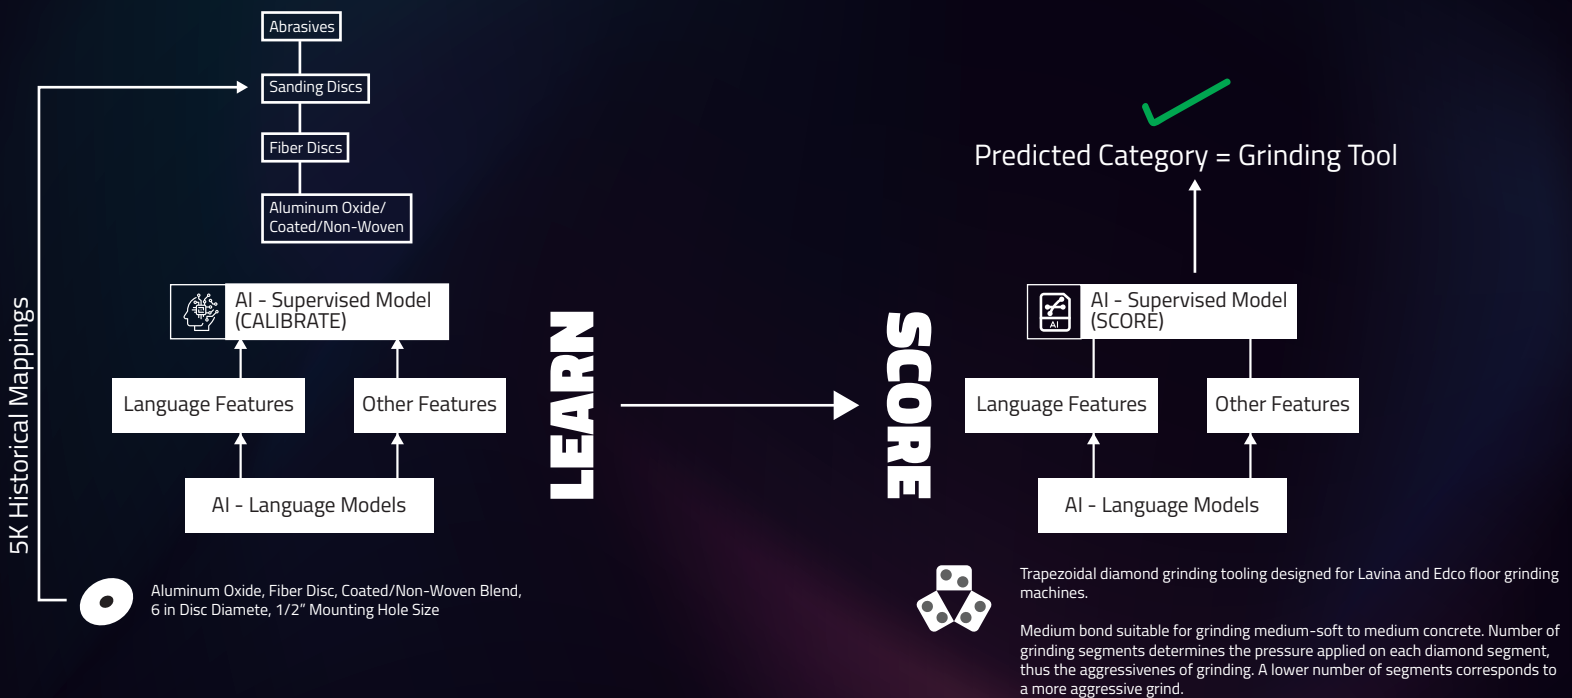 Abrasives
Sanding Discs
Fiber Discs
Aluminum Oxide/
Coated/Non-Woven
5K Historical Mappings
AI - Supervised Model
(CALIBRATE)
Language Features
Other Features
AI - Language Models
Aluminum Oxide, Fiber Disc, Coated/Non-Woven Blend,
6 in Disc Diamete, 1/2” Mounting Hole Size
LEARN
SCORE
Predicted Category = Grinding Tool
AI
AI - Supervised Model
(SCORE)
Language Features
Other Features
AI - Language Models
Trapezoidal diamond grinding tooling designed for Lavina and Edco floor grinding
machines.
Medium bond suitable for grinding medium-soft to medium concrete. Number of
grinding segments determines the pressure applied on each diamond segment,
thus the aggressivenes of grinding. A lower number of segments corresponds to
a more aggressive grind.